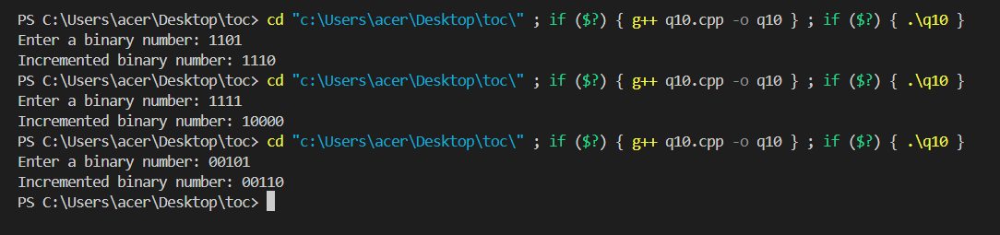 PS C:\Users\acer\Desktop\toc> cd "c:\Users\acer\Desktop\toc\" ; if ($?) { g++ q10.cpp -o q10 } ; if ($?) { .\q10 }
Enter a binary number: 1101
Incremented binary number: 1110
PS C:\Users\acer\Desktop\toc> cd "c:\Users\acer\Desktop\toc\" ; if ($?) { g++ q10.cpp -o q10 } ; if ($?) { .\q10 }
Enter a binary number: 1111
Incremented binary number: 10000
PS C:\Users\acer\Desktop\toc> cd "c:\Users\acer\Desktop\toc\" ; if ($?) { g++ q10.cpp -o q10 } ; if ($?) { .\q10 }
Enter a binary number: 00101
Incremented binary number: 00110
PS C:\Users\acer\Desktop\toc>